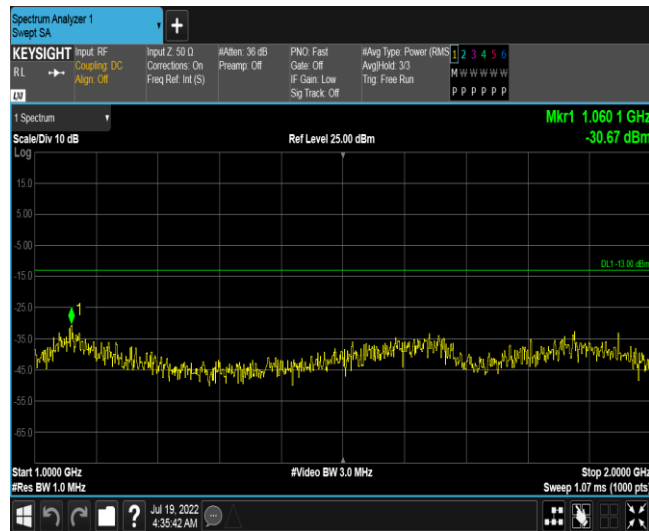 Spectrum Analyzer 1
Swept SA
+
KEYSIGHT
RL
LXI
Input: RF
Coupling: DC
Align: Off
Input Z: 50 Ω
Corrections: On
Freq Ref: Int (S)
#Atten: 36 dB
Preamp: Off
PNO: Fast
Gate: Off
IF Gain: Low
Sig Track: Off
#Avg Type: Power (RMS
Avg|Hold: 3/3
Trig: Free Run
1 2 3 4 5 6
M W W W W W
P P P P P P
1 Spectrum
Mkr1 1.060 1 GHz
-30.67 dBm
Scale/Div 10 dB
Ref Level 25.00 dBm
Log
15.0
5.00
-5.00
DL1 -13.00 dBm
-15.0
-25.0
1
-35.0
-45.0
-55.0
-65.0
Start 1.0000 GHz
#Video BW 3.0 MHz
Stop 2.0000 GHz
#Res BW 1.0 MHz
Sweep 1.07 ms (1000 pts)
?
Jul 19, 2022
4:35:42 AM